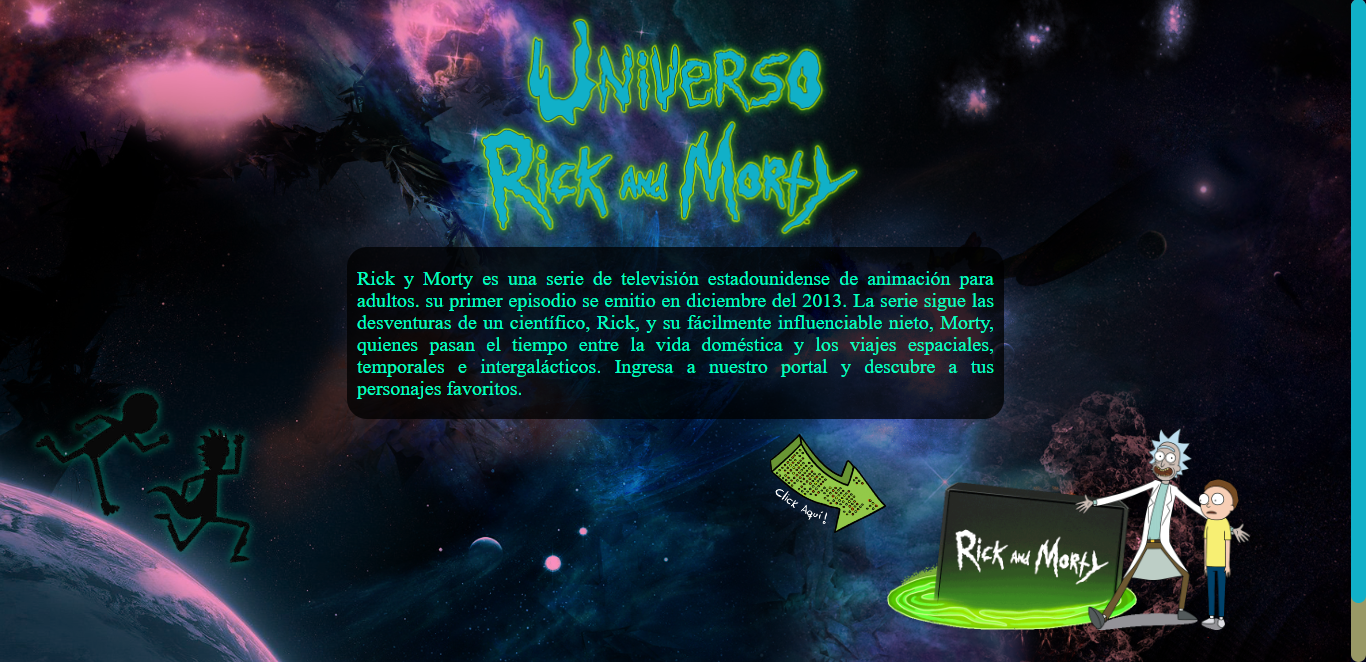 Universo
Rick and Morty
Rick y Morty es una serie de televisión estadounidense de animación para
adultos. su primer episodio se emitio en diciembre del 2013. La serie sigue las
desventuras de un científico, Rick, y su fácilmente influenciable nieto, Morty,
quienes pasan el tiempo entre la vida doméstica y los viajes espaciales,
temporales e intergalácticos. Ingresa a nuestro portal y descubre a tus
personajes favoritos.
Click Aquí!
Rick and Morty